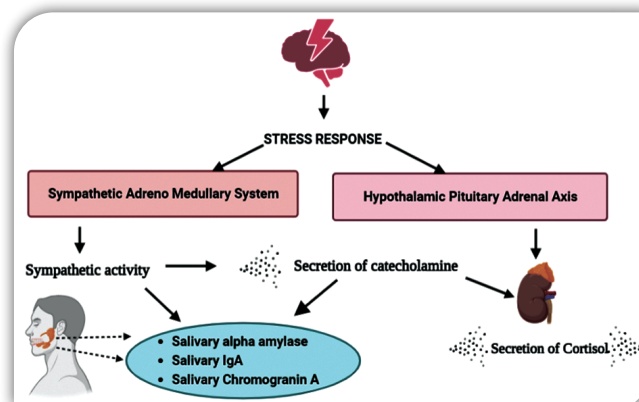 STRESS RESPONSE
Sympathetic Adreno Medullary System
Hypothalamic Pituitary Adrenal Axis
Sympathetic activity
Secretion of catecholamine
• Salivary alpha amylase
• Salivary IgA
• Salivary Chromogranin A
Secretion of Cortisol